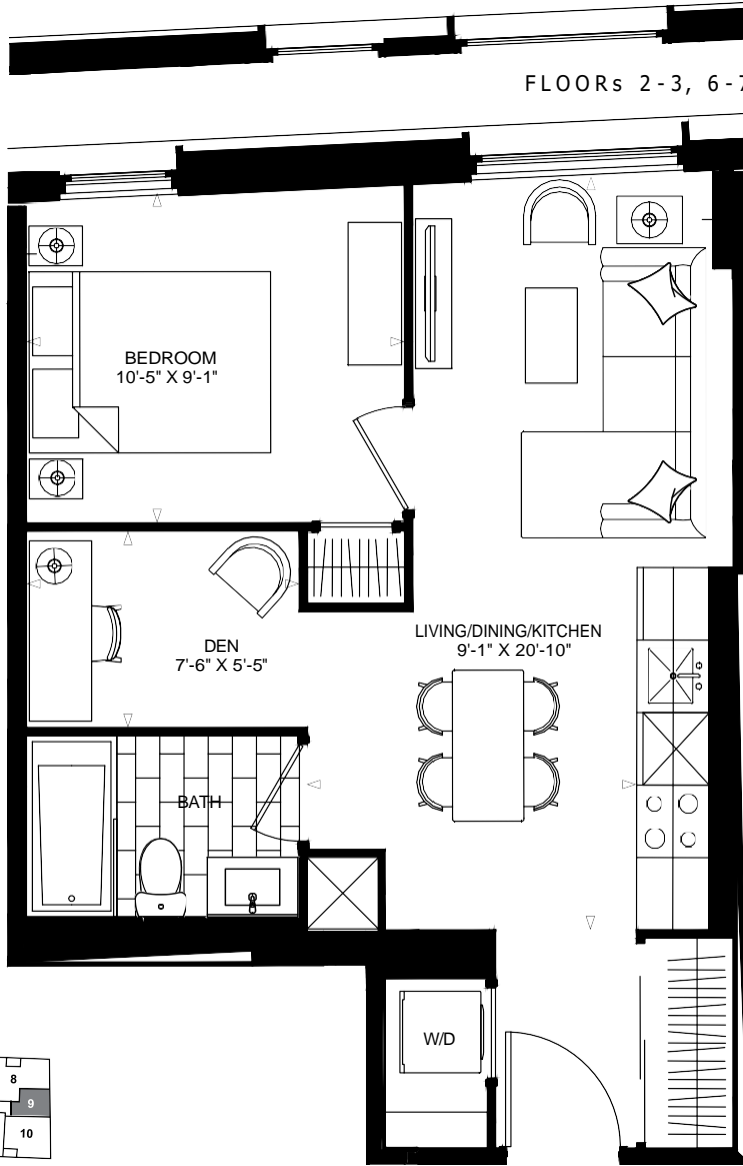 FLOORs 2-3, 6-7
BEDROOM
10'-5" X 9'-1"
DEN
7'-6" X 5'-5"
LIVING/DINING/KITCHEN
9'-1" X 20'-10"
BATH
W/D
8
9
10